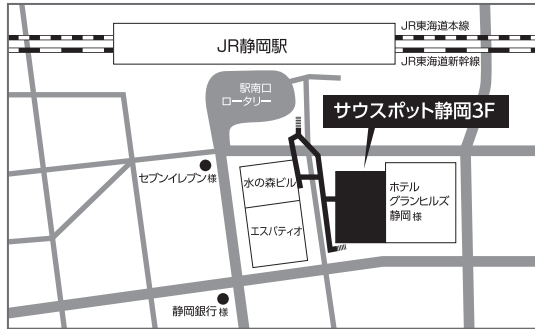 JR東海道本線
JR静岡駅
JR東海道新幹線
駅南口
ロータリー
サウスポット静岡3F
セブンイレブン様
水の森ビル
ホテル
グランヒルズ
静岡様
エスパティオ
静岡銀行様